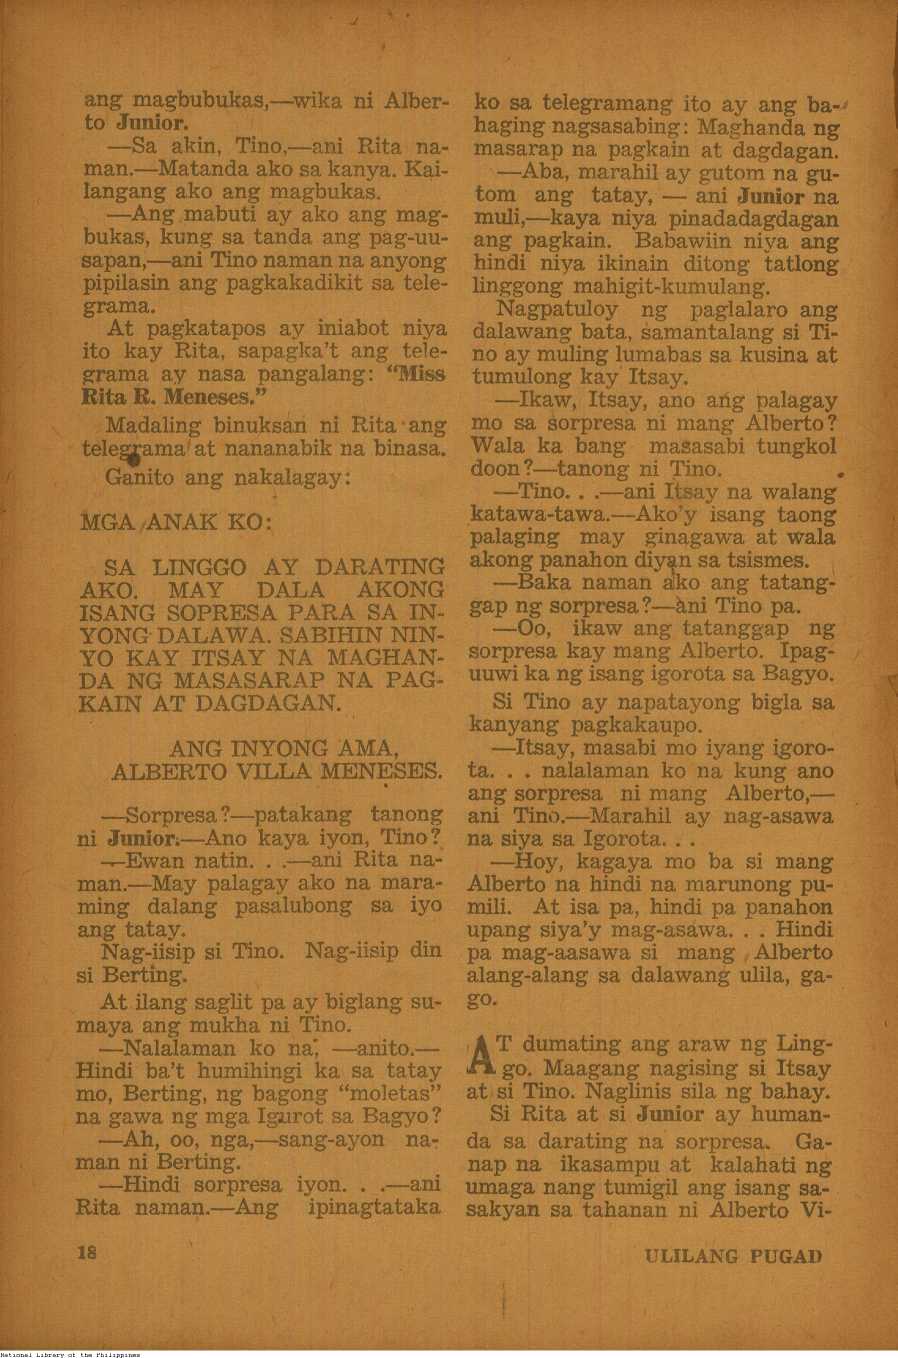 ang magbubukas,—wika ni Alber-
to Junior.
—Sa akin, Tino,—ani Rita na-
man.—Matanda ako sa kanya. Kai-
langang ako ang magbukas.
—Ang mabuti ay ako ang mag-
bukas, kung sa tanda ang pag-uu-
sapan,—ani Tino naman na anyong
pipilasin ang pagkakadikit sa tele-
grama.
At pagkatapos ay iniabot niya
ito kay Rita, sapagka't ang tele-
grama ay nasa pangalang: “Miss
Rita R. Meneses.”
Madaling binuksan ni Rita ang
telegrama at nananabik na binasa.
Ganito ang nakalagay:
MGA ANAK KO:
SA LINGGO AY DARATING
AKO. MAY DALA AKONG
ISANG SOPRESA PARA SA IN-
YONG DALAWA. SABIHIN NIN-
YO KAY ITSAY NA MAGHAN-
DA NG MASASARAP NA PAG-
KAIN AT DAGDAGAN.
ANG INYONG AMA,
ALBERTO VILLA MENESES.
—Sorpresa?—patakang tanong
ni Junior.—Ano kaya iyon, Tino?
—Ewan natin. . .—ani Rita na-
man.—May palagay ako na mara-
ming dalang pasalubong sa iyo
ang tatay.
Nag-iisip si Tino. Nag-iisip din
si Berting.
At ilang saglit pa ay biglang su-
maya ang mukha ni Tino.
—Nalalaman ko na, —anito.—
Hindi ba't humihingi ka sa tatay
mo, Berting, ng bagong “moletas”
na gawa ng mga Igurot sa Bagyo?
—Ah, oo, nga,—sang-ayon na-
man ni Berting.
—Hindi sorpresa iyon. . .—ani
Rita naman.—Ang ipinagtataka
ko sa telegramang ito ay ang ba-
haging nagsasabing: Maghanda ng
masarap na pagkain at dagdagan.
—Aba, marahil ay gutom na gu-
tom ang tatay, — ani Junior na
muli,—kaya niya pinadadagdagan
ang pagkain. Babawiin niya ang
hindi niya ikinain ditong tatlong
linggong mahigit-kumulang.
Nagpatuloy ng paglalaro ang
dalawang bata, samantalang si Ti-
no ay muling lumabas sa kusina at
tumulong kay Itsay.
—Ikaw, Itsay, ano ang palagay
mo sa sorpresa ni mang Alberto?
Wala ka bang masasabi tungkol
doon?—tanong ni Tino.
—Tino. . .—ani Itsay na walang
katawa-tawa.—Ako'y isang taong
palaging may ginagawa at wala
akong panahon diyan sa tsismes.
—Baka naman ako ang tatang-
gap ng sorpresa?—ani Tino pa.
—Oo, ikaw ang tatanggap ng
sorpresa kay mang Alberto. Ipag-
uuwi ka ng isang igorota sa Bagyo.
Si Tino ay napatayong bigla sa
kanyang pagkakaupo.
—Itsay, masabi mo iyang igoro-
ta. . . nalalaman ko na kung ano
ang sorpresa ni mang Alberto,—
ani Tino.—Marahil ay nag-asawa
na siya sa Igorota. . .
—Hoy, kagaya mo ba si mang
Alberto na hindi na marunong pu-
mili. At isa pa, hindi pa panahon
upang siya'y mag-asawa. . . Hindi
pa mag-aasawa si mang Alberto
alang-alang sa dalawang ulila, ga-
go.
AT dumating ang araw ng Ling-
go. Maagang nagising si Itsay
at si Tino. Naglinis sila ng bahay.
Si Rita at si Junior ay human-
da sa darating na sorpresa. Ga-
nap na ikasampu at kalahati ng
umaga nang tumigil ang isang sa-
sakyan sa tahanan ni Alberto Vi-
18
ULILANG PUGAD
National Library of the Philippines